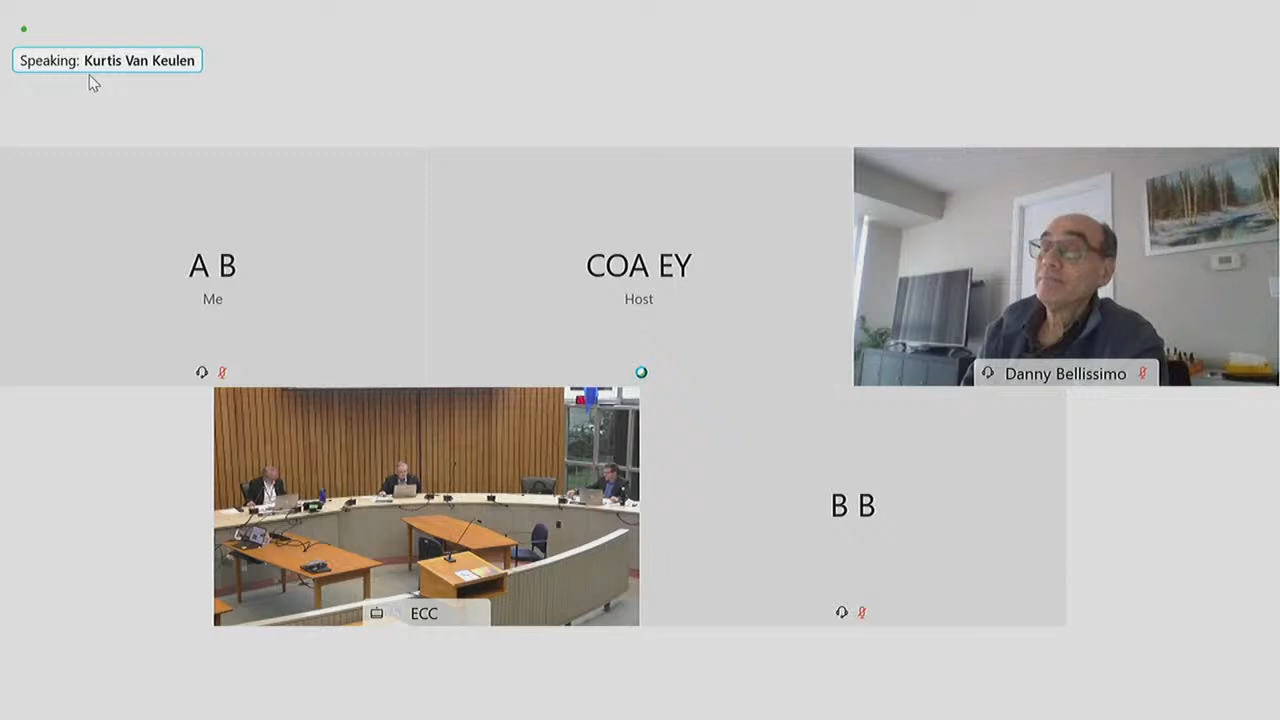 Speaking: Kurtis Van Keulen
A B
Me
COA EY
Host
Danny Bellissimo
ECC
B B